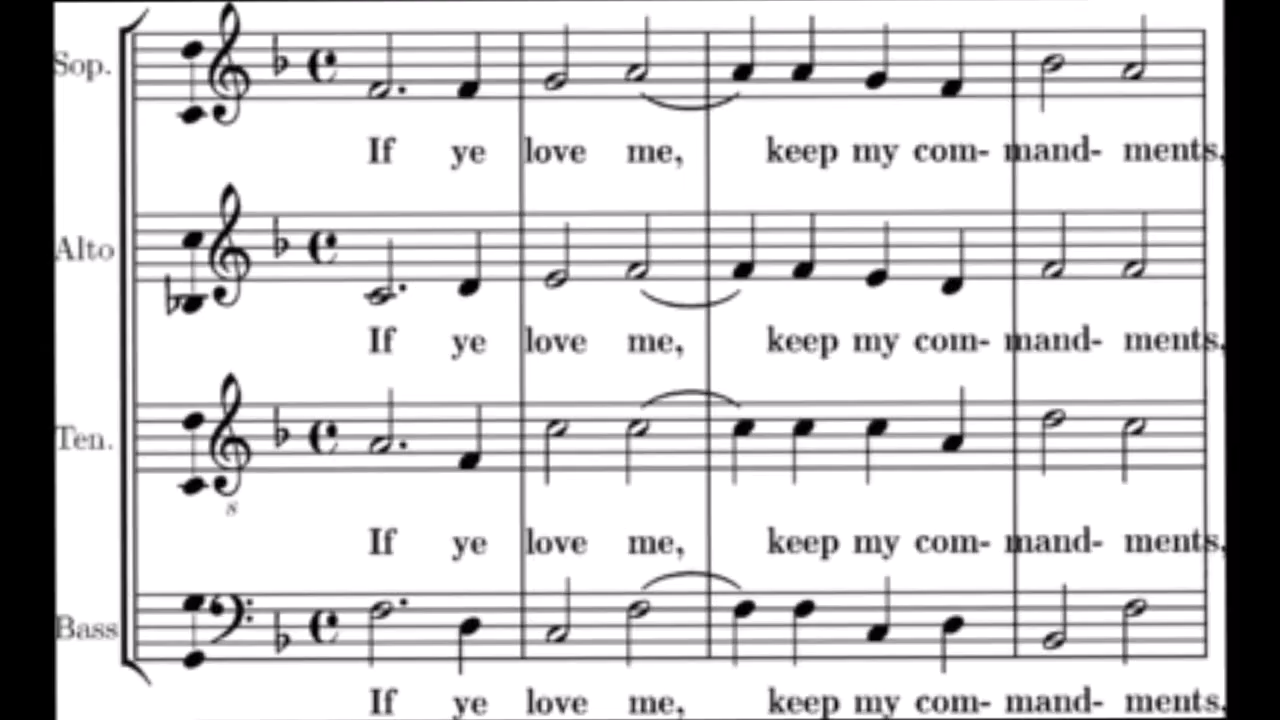 Sop.
If ye love me, keep my com- mand- ments,
Alto
If ye love me, keep my com- mand- ments,
Ten.
8
If ye love me, keep my com- mand- ments,
Bass
If ye love me, keep my com- mand- ments,